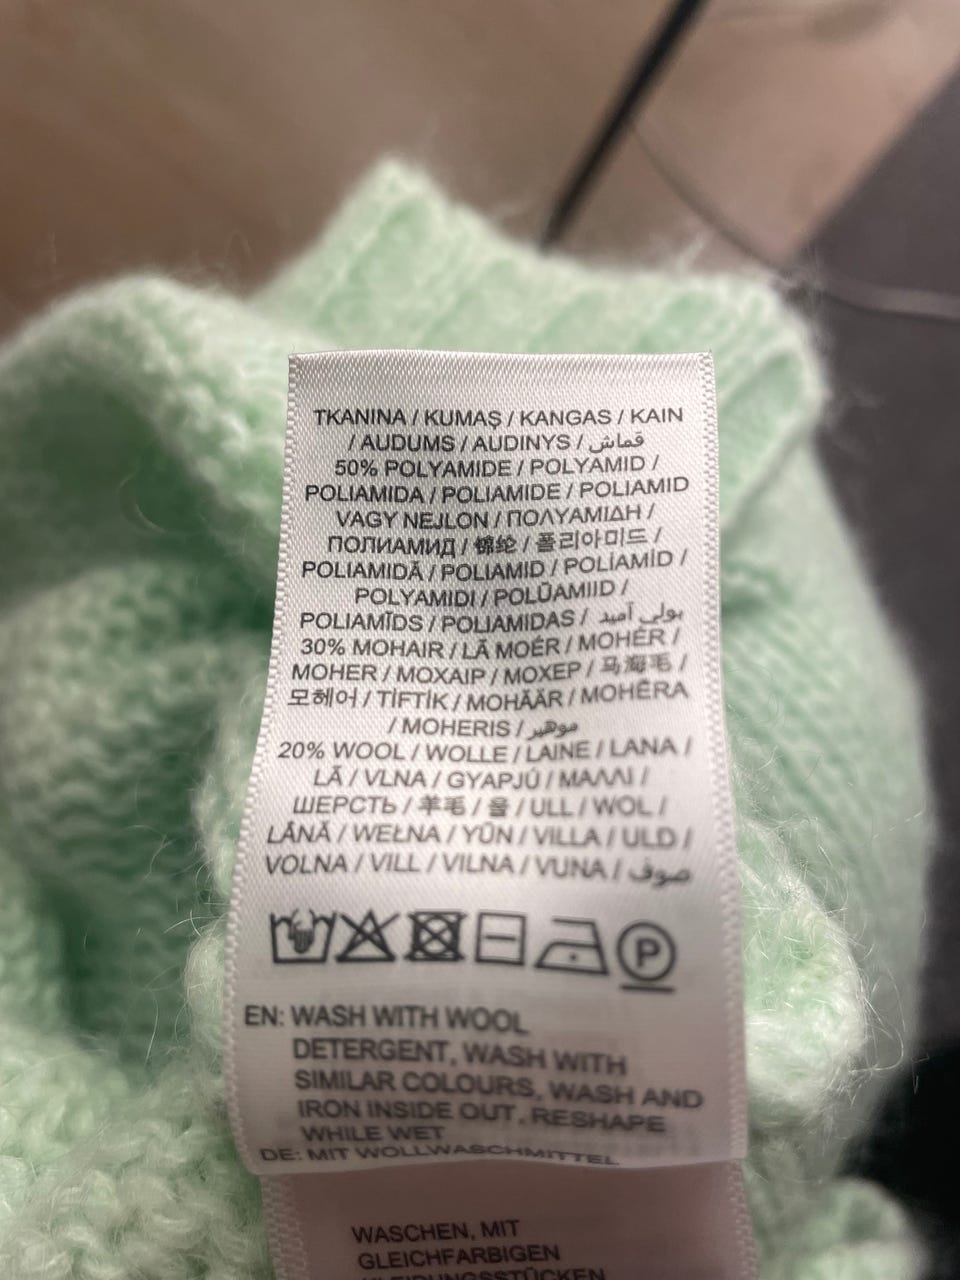 TKANINA / KUMAŞ / KANGAS / KAIN
/ AUDUMS / AUDINYS / قماش
50% POLYAMIDE / POLYAMID /
POLIAMIDA / POLIAMIDE / POLIAMID
VAGY NEJLON / ΠΟΛΥΑΜΙΔΗ /
ПОЛИАМИД / 锦纶 / 폴리아미드 /
POLIAMIDĂ / POLIAMID / POLİAMİD /
POLYAMIDI / POLÜAMIID /
POLIAMĪDS / POLIAMIDAS / بولي آميد
30% MOHAIR / LÃ MOÉR / MOHÉR /
MOHER / ΜΟΧΑΙΡ / МОХЕР / 马海毛 /
모헤어 / TİFTİK / MOHÄÄR / MOHĒRA
/ MOHERIS / موهير
20% WOOL / WOLLE / LAINE / LANA /
LÃ / VLNA / GYAPJÚ / ΜΑΛΛΙ /
ШЕРСТЬ / 羊毛 / 울 / ULL / WOL /
LÂNĂ / WEŁNA / YÜN / VILLA / ULD /
VOLNA / VILL / VILNA / VUNA / صوف
P
EN: WASH WITH WOOL
DETERGENT, WASH WITH
SIMILAR COLOURS, WASH AND
IRON INSIDE OUT, RESHAPE
WHILE WET
DE: MIT WOLLWASCHMITTEL
WASCHEN, MIT
GLEICHFARBIGEN
KLEIDUNGSSTÜCKEN